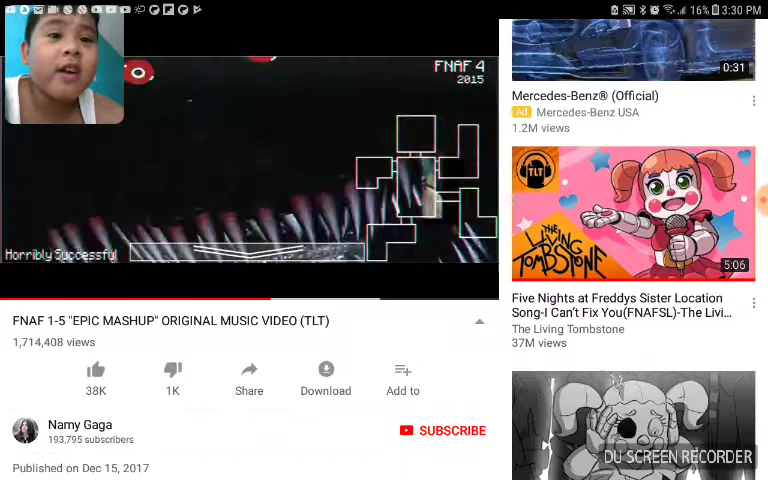 16% 3:30 PM
FNAF 4
2015
Horribly Successful
FNAF 1-5 "EPIC MASHUP" ORIGINAL MUSIC VIDEO (TLT)
1,714,408 views
38K
1K
Share
Download
Add to
Namy Gaga
193,795 subscribers
SUBSCRIBE
Published on Dec 15, 2017
0:31
Mercedes-Benz® (Official)
Ad Mercedes-Benz USA
1.2M views
TLT
THE LIVING TOMBSTONE
5:06
Five Nights at Freddys Sister Location
Song-I Can't Fix You(FNAFSL)-The Livi...
The Living Tombstone
37M views
DU SCREEN RECORDER